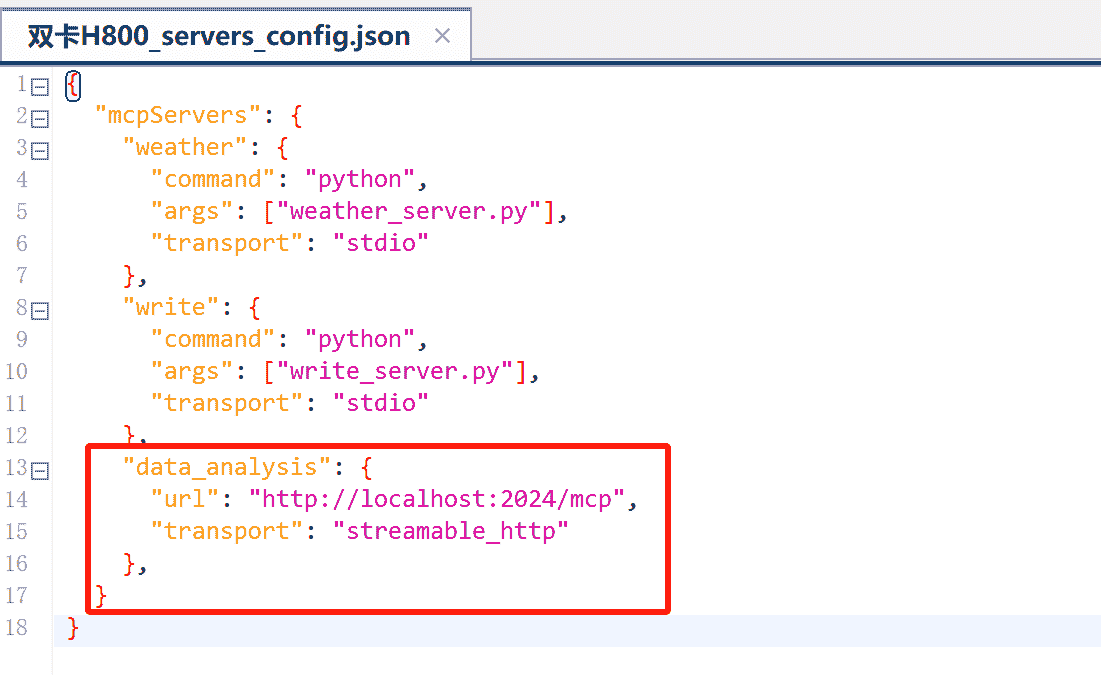 双卡H800_servers_config.json ×
1 {
2 "mcpServers": {
3 "weather": {
4 "command": "python",
5 "args": ["weather_server.py"],
6 "transport": "stdio"
7 },
8 "write": {
9 "command": "python",
10 "args": ["write_server.py"],
11 "transport": "stdio"
12 },
13 "data_analysis": {
14 "url": "http://localhost:2024/mcp",
15 "transport": "streamable_http"
16 },
17 }
18 }